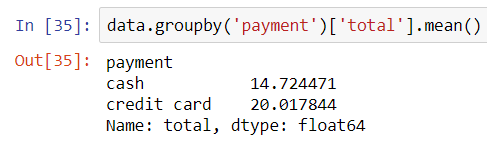 In [35]: data.groupby('payment')['total'].mean()
Out[35]: payment
cash 14.724471
credit card 20.017844
Name: total, dtype: float64